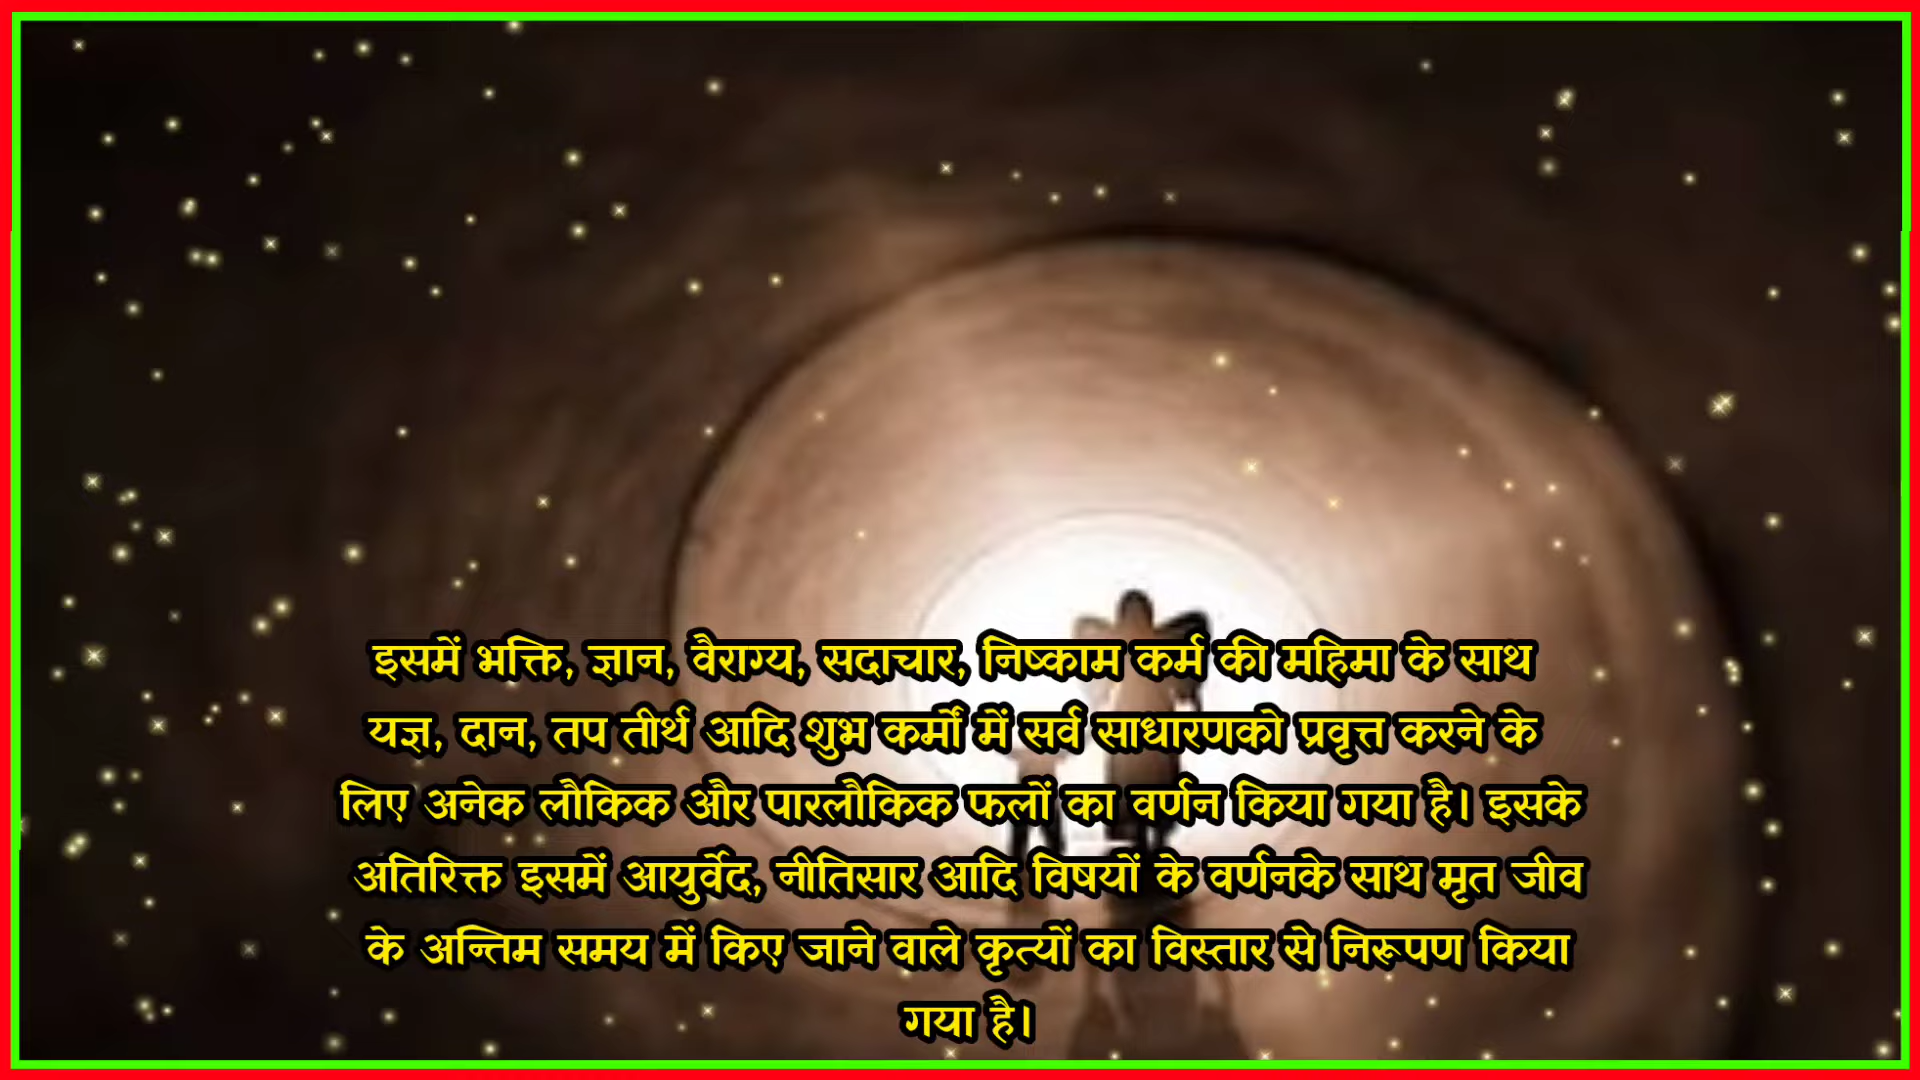 इसमें भक्ति, ज्ञान, वैराग्य, सदाचार, निष्काम कर्म की महिमा के साथ
यज्ञ, दान, तप तीर्थ आदि शुभ कर्मों में सर्व साधारणको प्रवृत्त करने के
लिए अनेक लौकिक और पारलौकिक फलों का वर्णन किया गया है। इसके
अतिरिक्त इसमें आयुर्वेद, नीतिसार आदि विषयों के वर्णनके साथ मृत जीव
के अन्तिम समय में किए जाने वाले कृत्यों का विस्तार से निरूपण किया
गया है।